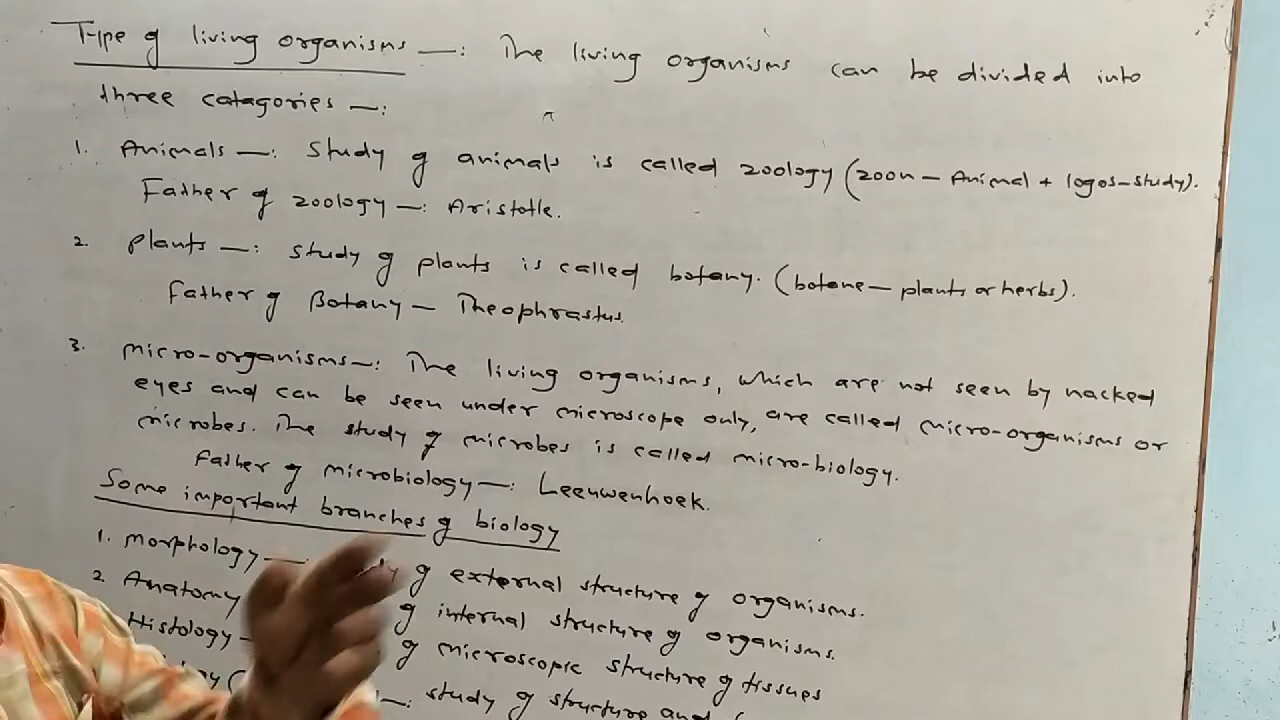 Type of living organisms —: The living organisms can be divided into
three catagories —:
1. Animals —: Study of animals is called zoology (zoon — Animal + logos-study).
Father of zoology —: Aristotle.
2. Plants —: Study of plants is called botany. (botane — plants or herbs).
Father of Botany — Theophrastus.
3. Micro-organisms —: The living organisms, which are not seen by nacked
eyes and can be seen under microscope only, are called micro-organisms or
microbes. The study of microbes is called micro-biology.
Father of microbiology —: Leeuwenhoek.
Some important branches of biology
1. Morphology — of external structure of organisms.
2. Anatomy of internal structure of organisms.
Histology — of microscopic structure of tissues
—: study of structure and